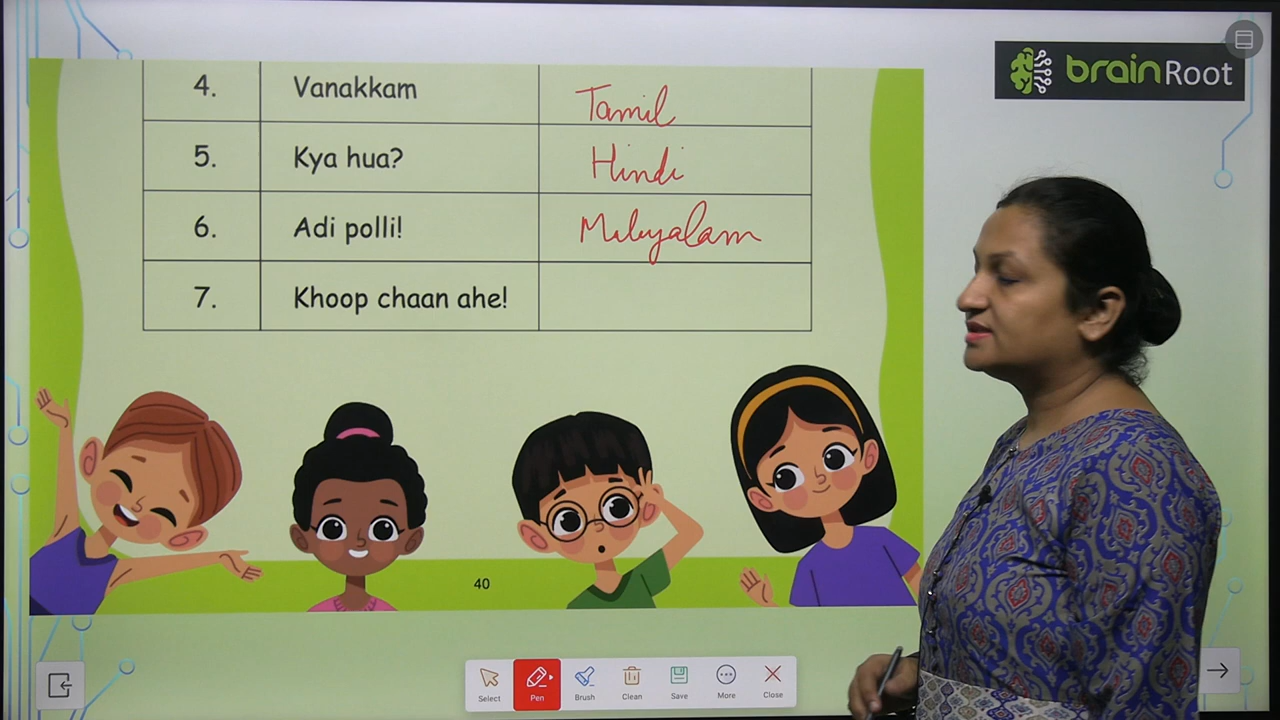 brainRoot
4. Vanakkam Tamil
5. Kya hua? Hindi
6. Adi polli! Mulyalam
7. Khoop chaan ahe!
40
Select Pen Brush Clean Save More Close